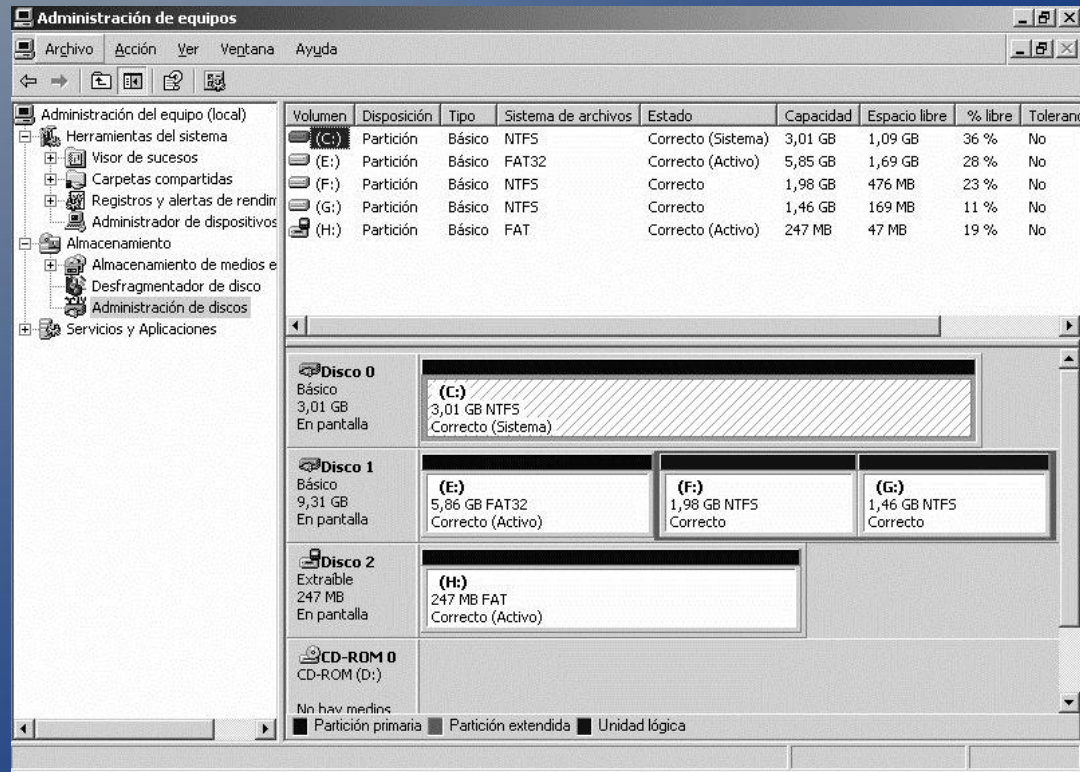 Administración de equipos
Archivo Acción Ver Ventana Ayuda
Administración del equipo (local)
Herramientas del sistema
Visor de sucesos
Carpetas compartidas
Registros y alertas de rendim
Administrador de dispositivos
Almacenamiento
Almacenamiento de medios e
Desfragmentador de disco
Administración de discos
Servicios y Aplicaciones
Volumen Disposición Tipo Sistema de archivos Estado Capacidad Espacio libre % libre Toleranc
(C:) Partición Básico NTFS Correcto (Sistema) 3,01 GB 1,09 GB 36 % No
(E:) Partición Básico FAT32 Correcto (Activo) 5,85 GB 1,69 GB 28 % No
(F:) Partición Básico NTFS Correcto 1,98 GB 476 MB 23 % No
(G:) Partición Básico NTFS Correcto 1,46 GB 169 MB 11 % No
(H:) Partición Básico FAT Correcto (Activo) 247 MB 47 MB 19 % No
Disco 0
Básico
3,01 GB
En pantalla
(C:)
3,01 GB NTFS
Correcto (Sistema)
Disco 1
Básico
9,31 GB
En pantalla
(E:)
5,86 GB FAT32
Correcto (Activo)
(F:)
1,98 GB NTFS
Correcto
(G:)
1,46 GB NTFS
Correcto
Disco 2
Extraíble
247 MB
En pantalla
(H:)
247 MB FAT
Correcto (Activo)
CD-ROM 0
CD-ROM (D:)
No hay medios
Partición primaria Partición extendida Unidad lógica